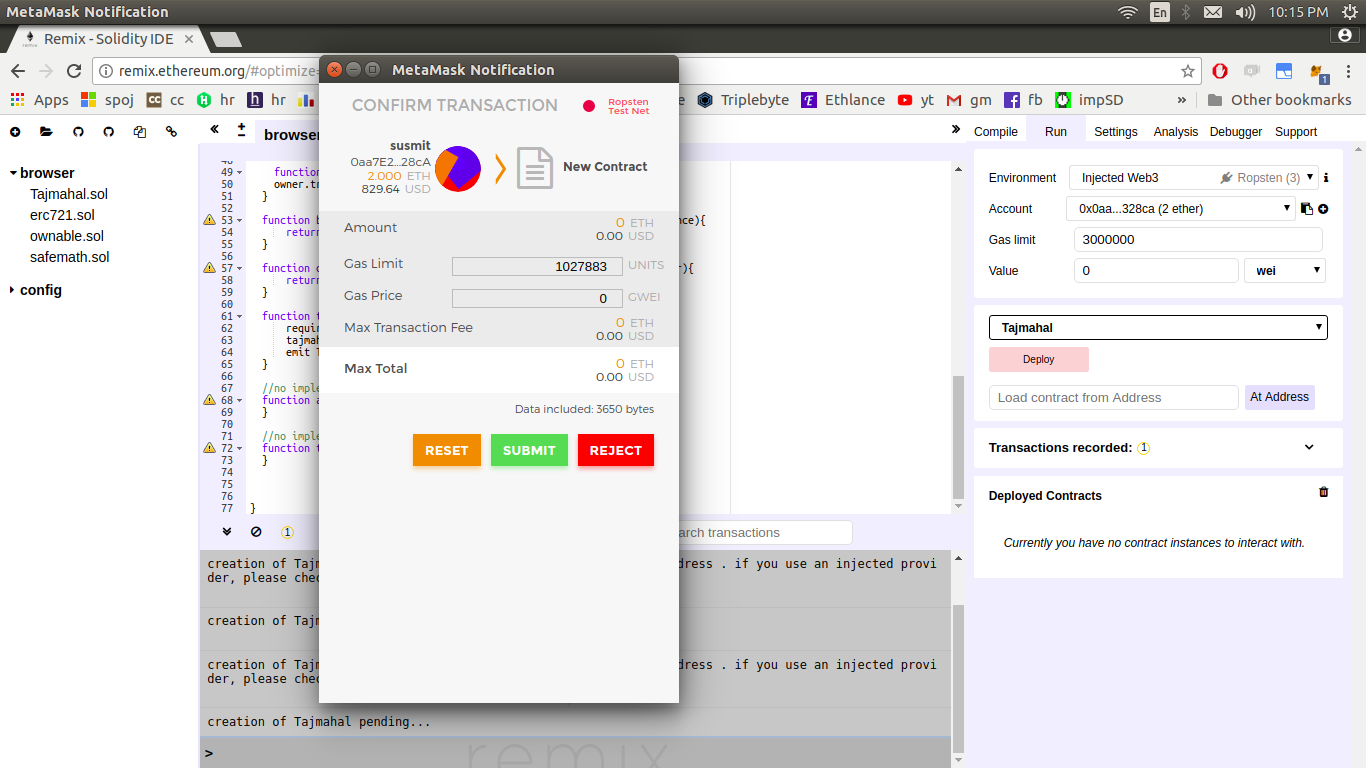 MetaMask Notification
En
10:15 PM
Remix - Solidity IDE
remix.ethereum.org/#optimize=
1
Apps
spoj
cc
cc
hr
h
hr
Triplebyte
Ethlance
yt
gm
fb
impSD
»
Other bookmarks
MetaMask Notification
CONFIRM TRANSACTION
Ropsten
Test Net
susmit
0aa7E2...28cA
2.000 ETH
829.64 USD
New Contract
Amount
0 ETH
0.00 USD
Gas Limit
1027883
UNITS
Gas Price
0
GWEI
Max Transaction Fee
0 ETH
0.00 USD
Max Total
0 ETH
0.00 USD
Data included: 3650 bytes
RESET
SUBMIT
REJECT
browser
Tajmahal.sol
erc721.sol
ownable.sol
safemath.sol
config
«
browser
»
48
49 function
50 owner.tr
51 }
52
53 function b
nce){
54 return
55 }
56
57 function o
r){
58 return
59 }
60
61 function t
62 requir
63 tajmah
64 emit T
65 }
66
67 //no imple
68 function a
69 }
70
71 //no imple
72 function t
73 }
74
75
76
77 }
1
arch transactions
creation of Tajm
dress . if you use an injected provi
der, please chec
creation of Tajm
creation of Tajm
dress . if you use an injected provi
der, please chec
creation of Tajmahal pending...
>
remix
Compile
Run
Settings
Analysis
Debugger
Support
Environment
Injected Web3
Ropsten (3)
i
Account
0x0aa...328ca (2 ether)
Gas limit
3000000
Value
0
wei
Tajmahal
Deploy
Load contract from Address
At Address
Transactions recorded: 1
Deployed Contracts
Currently you have no contract instances to interact with.